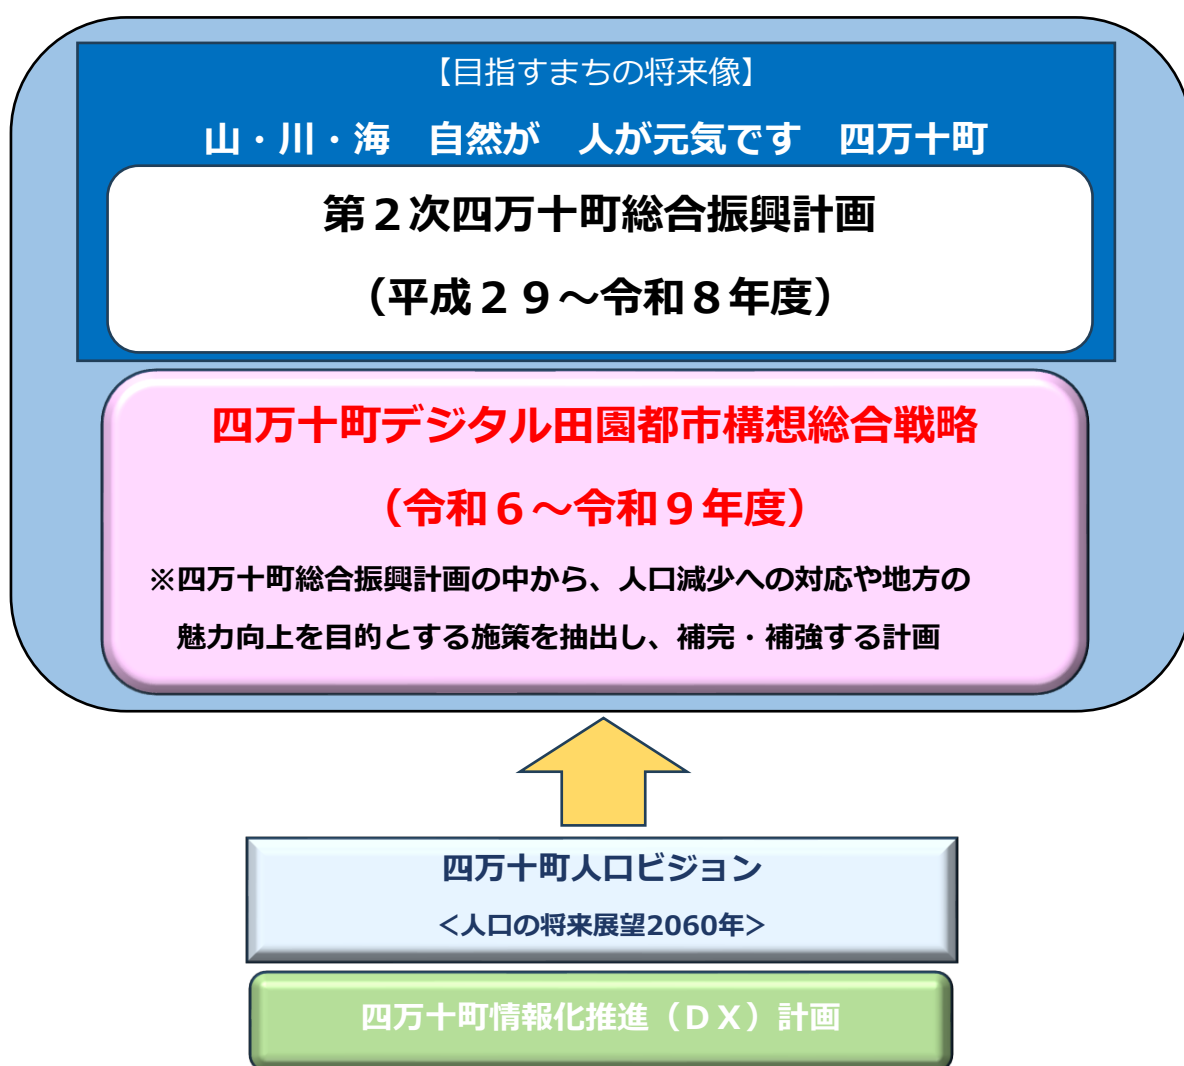 【目指すまちの将来像】
山・川・海　自然が　人が元気です　四万十町
第２次四万十町総合振興計画
（平成２９～令和８年度）
四万十町デジタル田園都市構想総合戦略
（令和６～令和９年度）
※四万十町総合振興計画の中から、人口減少への対応や地方の
魅力向上を目的とする施策を抽出し、補完・補強する計画
四万十町人口ビジョン
＜人口の将来展望2060年＞
四万十町情報化推進（ＤＸ）計画